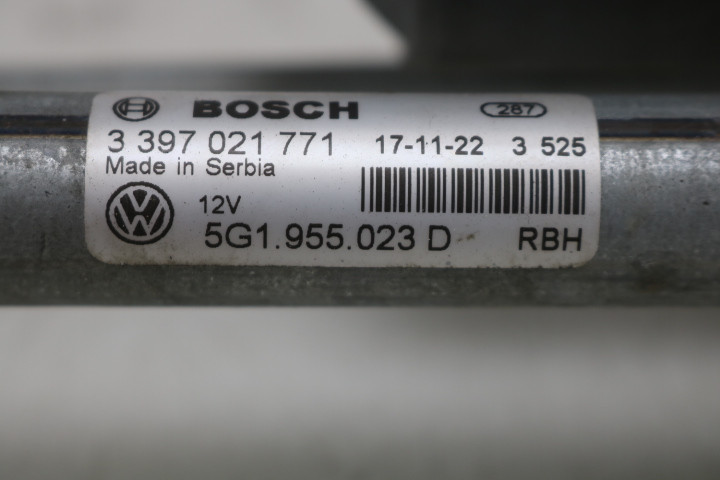 BOSCH 287
3 397 021 771 17-11-22 3 525
Made in Serbia
12V
5G1.955.023 D RBH